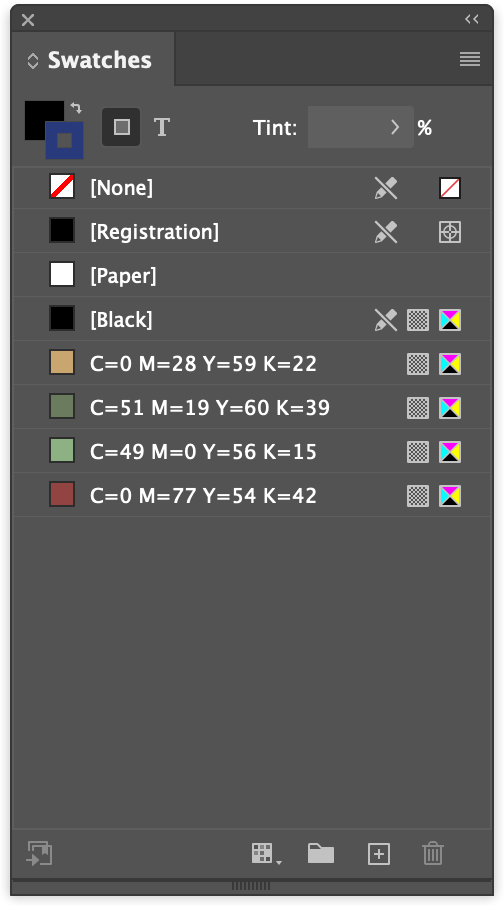 Swatches
T
Tint: %
[None]
[Registration]
[Paper]
[Black]
C=0 M=28 Y=59 K=22
C=51 M=19 Y=60 K=39
C=49 M=0 Y=56 K=15
C=0 M=77 Y=54 K=42